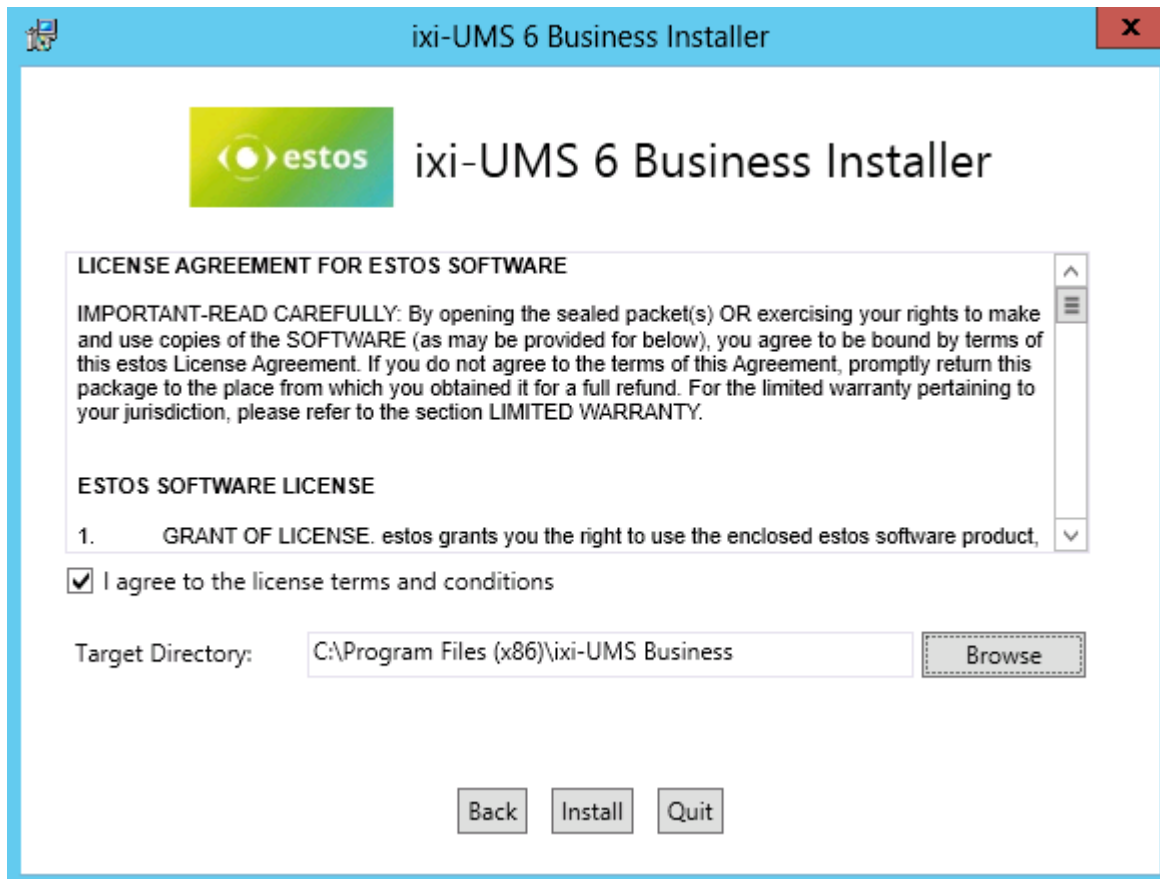 ixi-UMS 6 Business Installer
x
estos
ixi-UMS 6 Business Installer
LICENSE AGREEMENT FOR ESTOS SOFTWARE
IMPORTANT-READ CAREFULLY: By opening the sealed packet(s) OR exercising your rights to make
and use copies of the SOFTWARE (as may be provided for below), you agree to be bound by terms of
this estos License Agreement. If you do not agree to the terms of this Agreement, promptly return this
package to the place from which you obtained it for a full refund. For the limited warranty pertaining to
your jurisdiction, please refer to the section LIMITED WARRANTY.
ESTOS SOFTWARE LICENSE
1. GRANT OF LICENSE. estos grants you the right to use the enclosed estos software product,
I agree to the license terms and conditions
Target Directory: C:\Program Files (x86)\ixi-UMS Business Browse
Back Install Quit